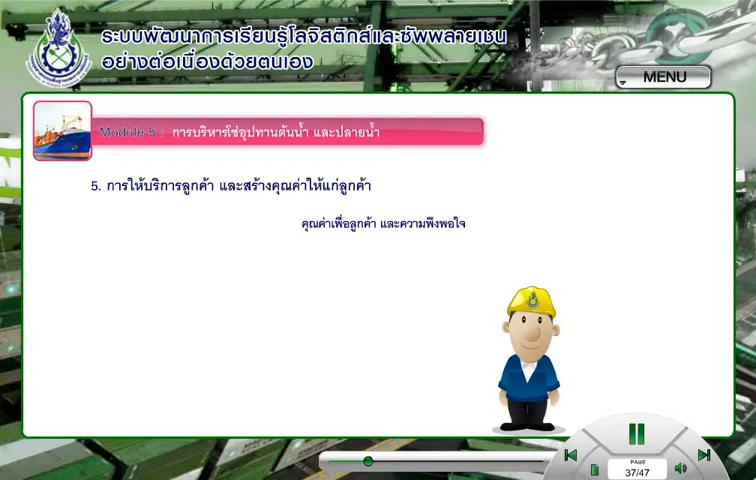 ระบบพัฒนาการเรียนรู้โลจิสติกส์และซัพพลายเชน
อย่างต่อเนื่องด้วยตนเอง
MENU
Module 5 : การบริหารโซ่อุปทานต้นน้ำ และปลายน้ำ
5. การให้บริการลูกค้า และสร้างคุณค่าให้แก่ลูกค้า
คุณค่าเพื่อลูกค้า และความพึงพอใจ
PAGE
37/47